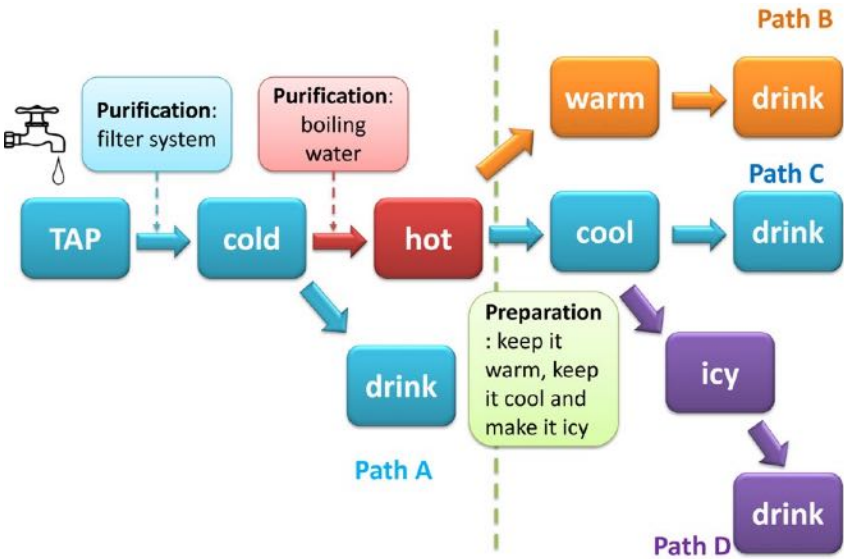 Path B
Purification:
filter system
Purification:
boiling
water
warm
drink
Path C
TAP
cold
hot
cool
drink
Preparation
: keep it
warm, keep
it cool and
make it icy
drink
icy
Path A
drink
Path D